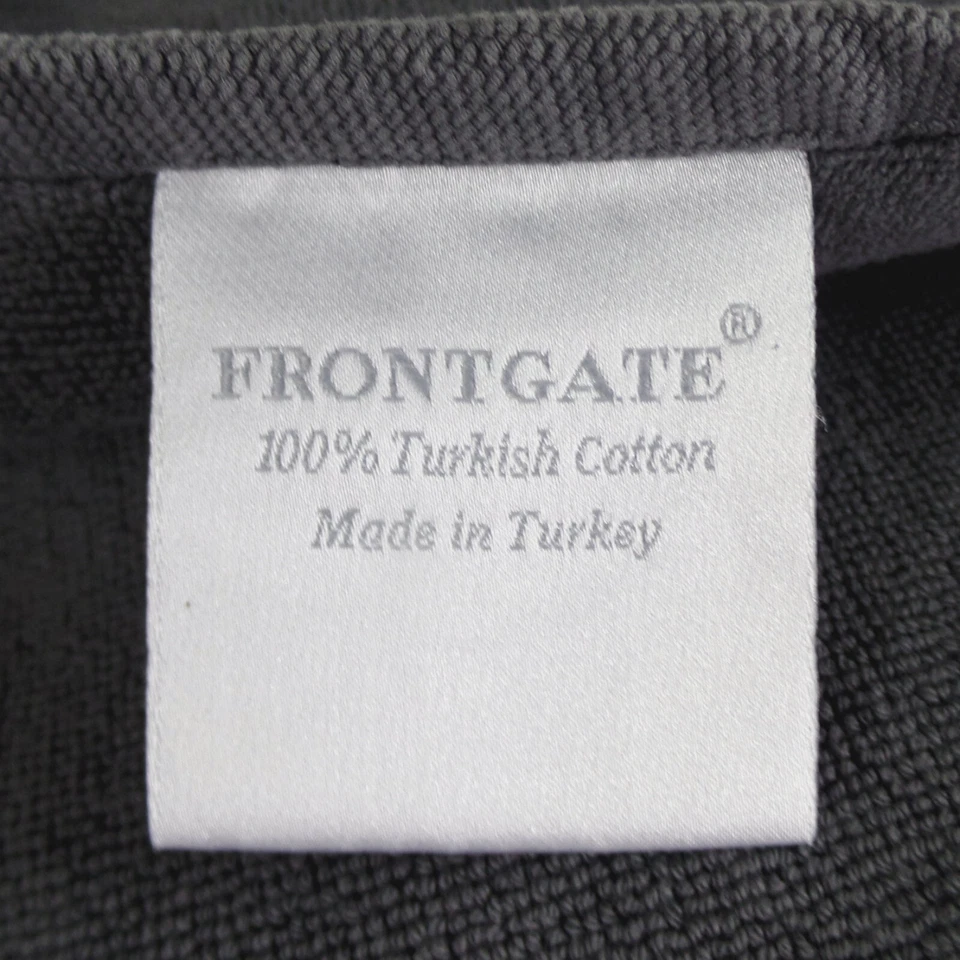 FRONTGATE®
100% Turkish Cotton
Made in Turkey